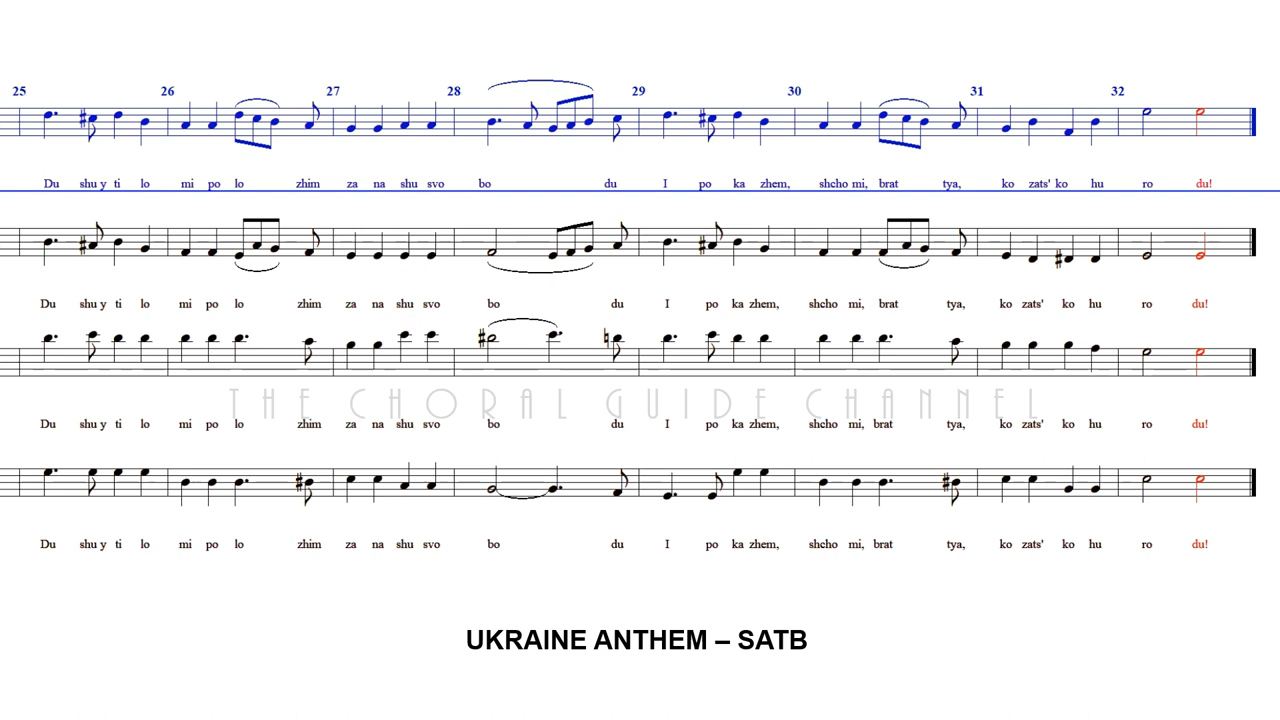 25 26 27 28 29 30 31 32
Du shu y ti lo mi po lo zhim za na shu svo bo du I po ka zhem, shcho mi, brat tya, ko zats' ko hu ro du!
Du shu y ti lo mi po lo zhim za na shu svo bo du I po ka zhem, shcho mi, brat tya, ko zats' ko hu ro du!
THE CHORAL GUIDE CHANNEL
Du shu y ti lo mi po lo zhim za na shu svo bo du I po ka zhem, shcho mi, brat tya, ko zats' ko hu ro du!
Du shu y ti lo mi po lo zhim za na shu svo bo du I po ka zhem, shcho mi, brat tya, ko zats' ko hu ro du!
UKRAINE ANTHEM – SATB